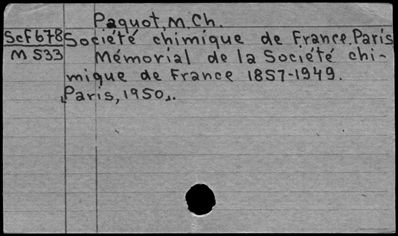 Paquot, M. Ch.
ScF678 Société chimique de France. Paris
M533 Mémorial de la Société chi-
mique de France 1857-1949.
[Paris, 1950].